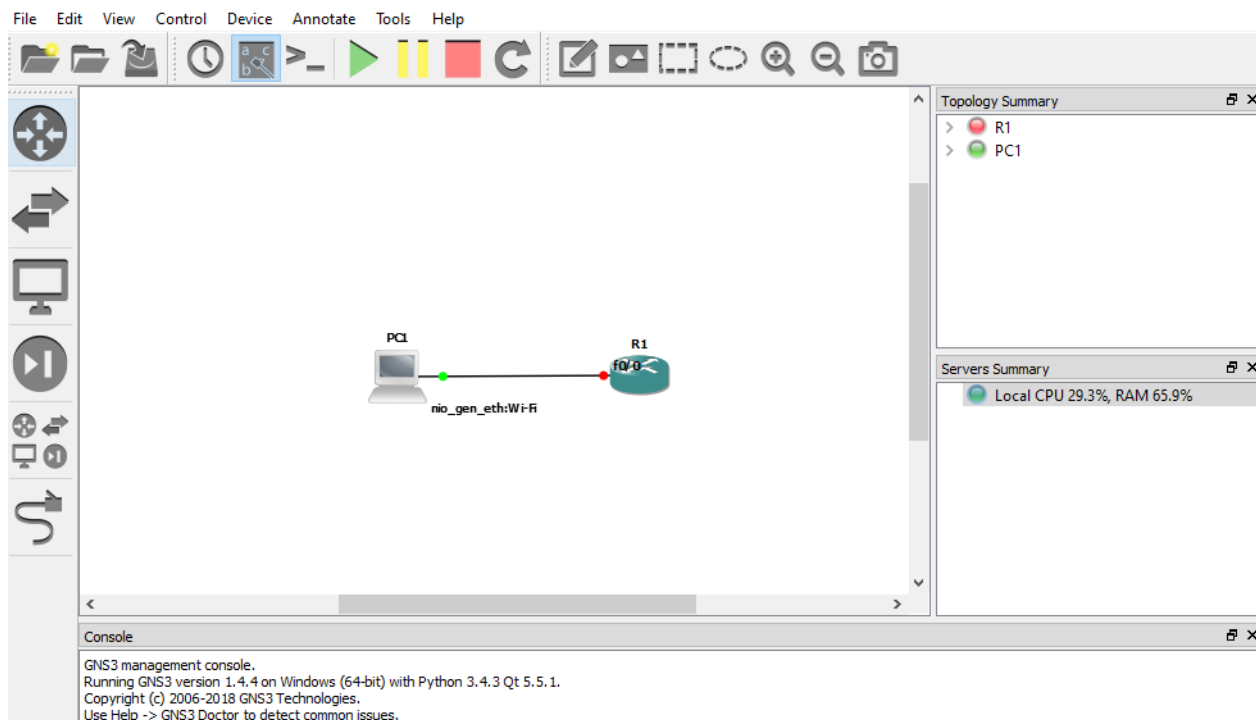 File Edit View Control Device Annotate Tools Help
a c
b
>_
Topology Summary
R1
PC1
PC1
R1
f0/0
nio_gen_eth:Wi-Fi
Servers Summary
Local CPU 29.3%, RAM 65.9%
Console
GNS3 management console.
Running GNS3 version 1.4.4 on Windows (64-bit) with Python 3.4.3 Qt 5.5.1.
Copyright (c) 2006-2018 GNS3 Technologies.
Use Help -> GNS3 Doctor to detect common issues.